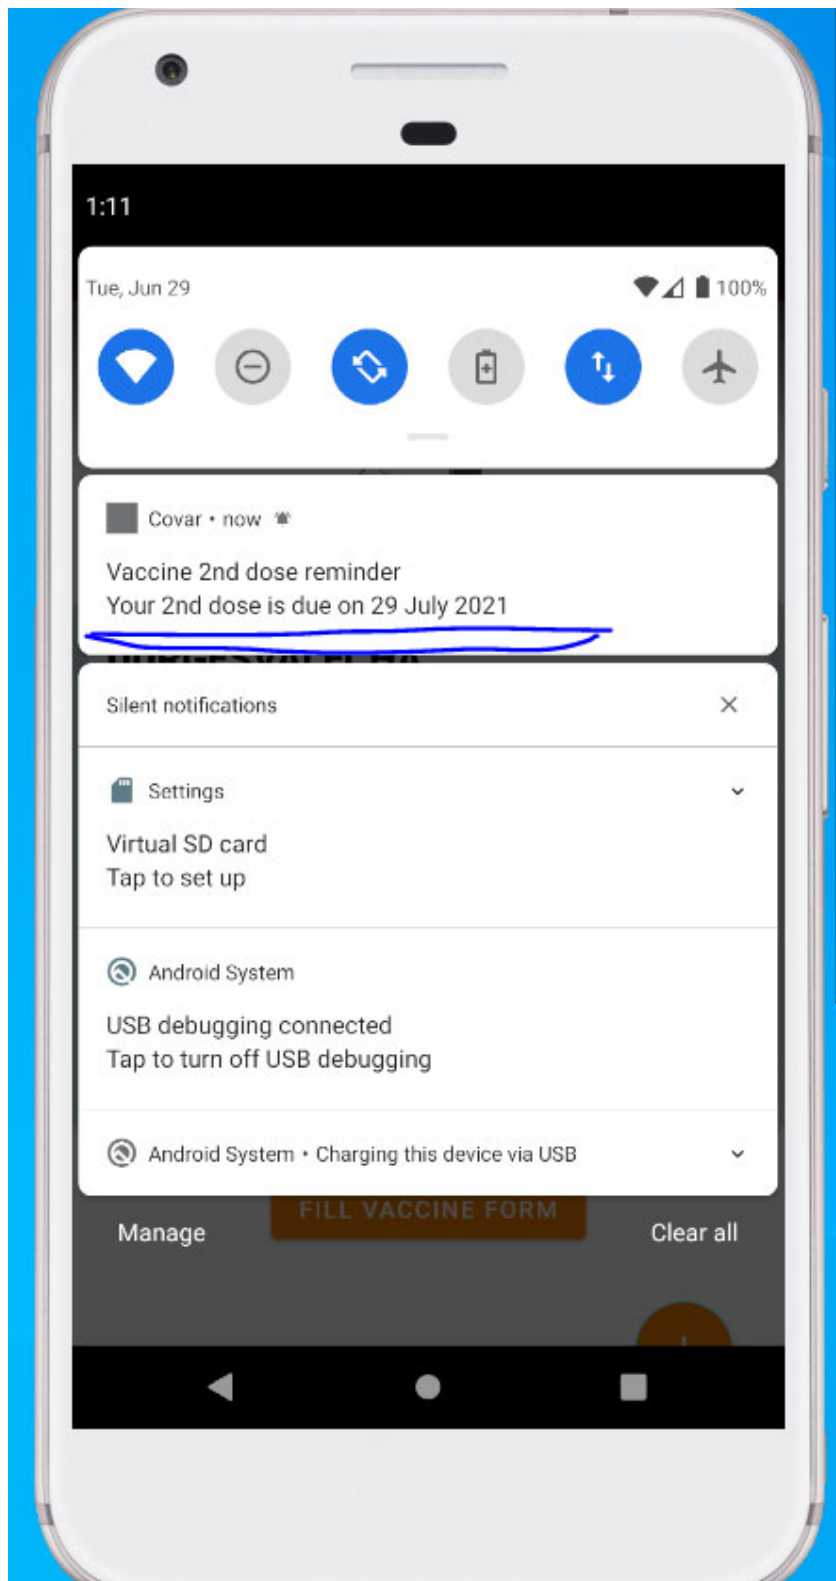 1:11
Tue, Jun 29
100%
Covar • now
Vaccine 2nd dose reminder
Your 2nd dose is due on 29 July 2021
Silent notifications
Settings
Virtual SD card
Tap to set up
Android System
USB debugging connected
Tap to turn off USB debugging
Android System • Charging this device via USB
FILL VACCINE FORM
Manage
Clear all